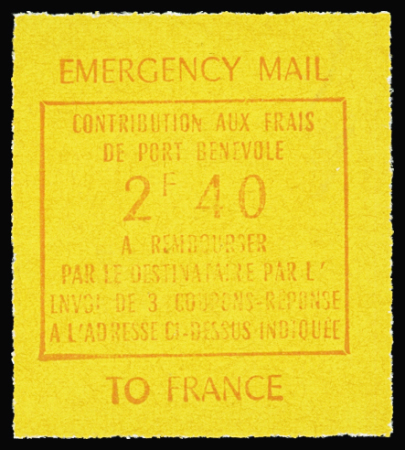 EMERGENCY MAIL
CONTRIBUTION AUX FRAIS
DE PORT BENEVOLE
2F 40
A REMBOURSER
PAR LE DESTINATAIRE PAR L'
ENVOI DE 3 COUPONS-REPONSE
A L'ADRESSE CI-DESSUS INDIQUEE
TO FRANCE